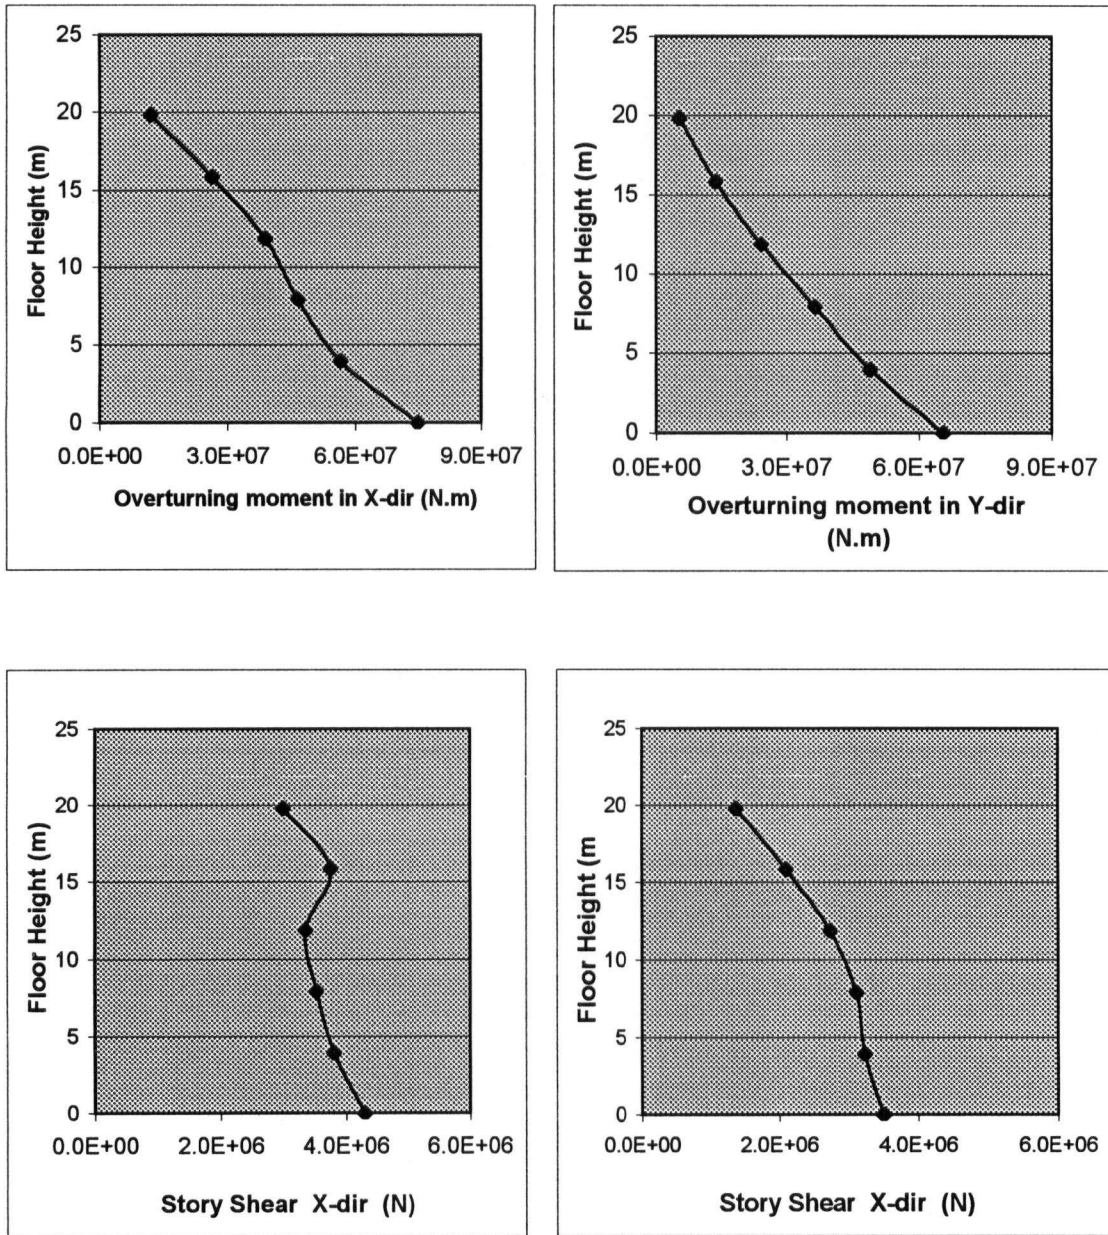 25
20
15
10
5
0
Floor Height (m)
0.0E+00 3.0E+07 6.0E+07 9.0E+07
Overturning moment in X-dir (N.m)
25
20
15
10
5
0
Floor Height (m)
0.0E+00 3.0E+07 6.0E+07 9.0E+07
Overturning moment in Y-dir
(N.m)
25
20
15
10
5
0
Floor Height (m)
0.0E+00 2.0E+06 4.0E+06 6.0E+06
Story Shear X-dir (N)
25
20
15
10
5
0
Floor Height (m
0.0E+00 2.0E+06 4.0E+06 6.0E+06
Story Shear X-dir (N)